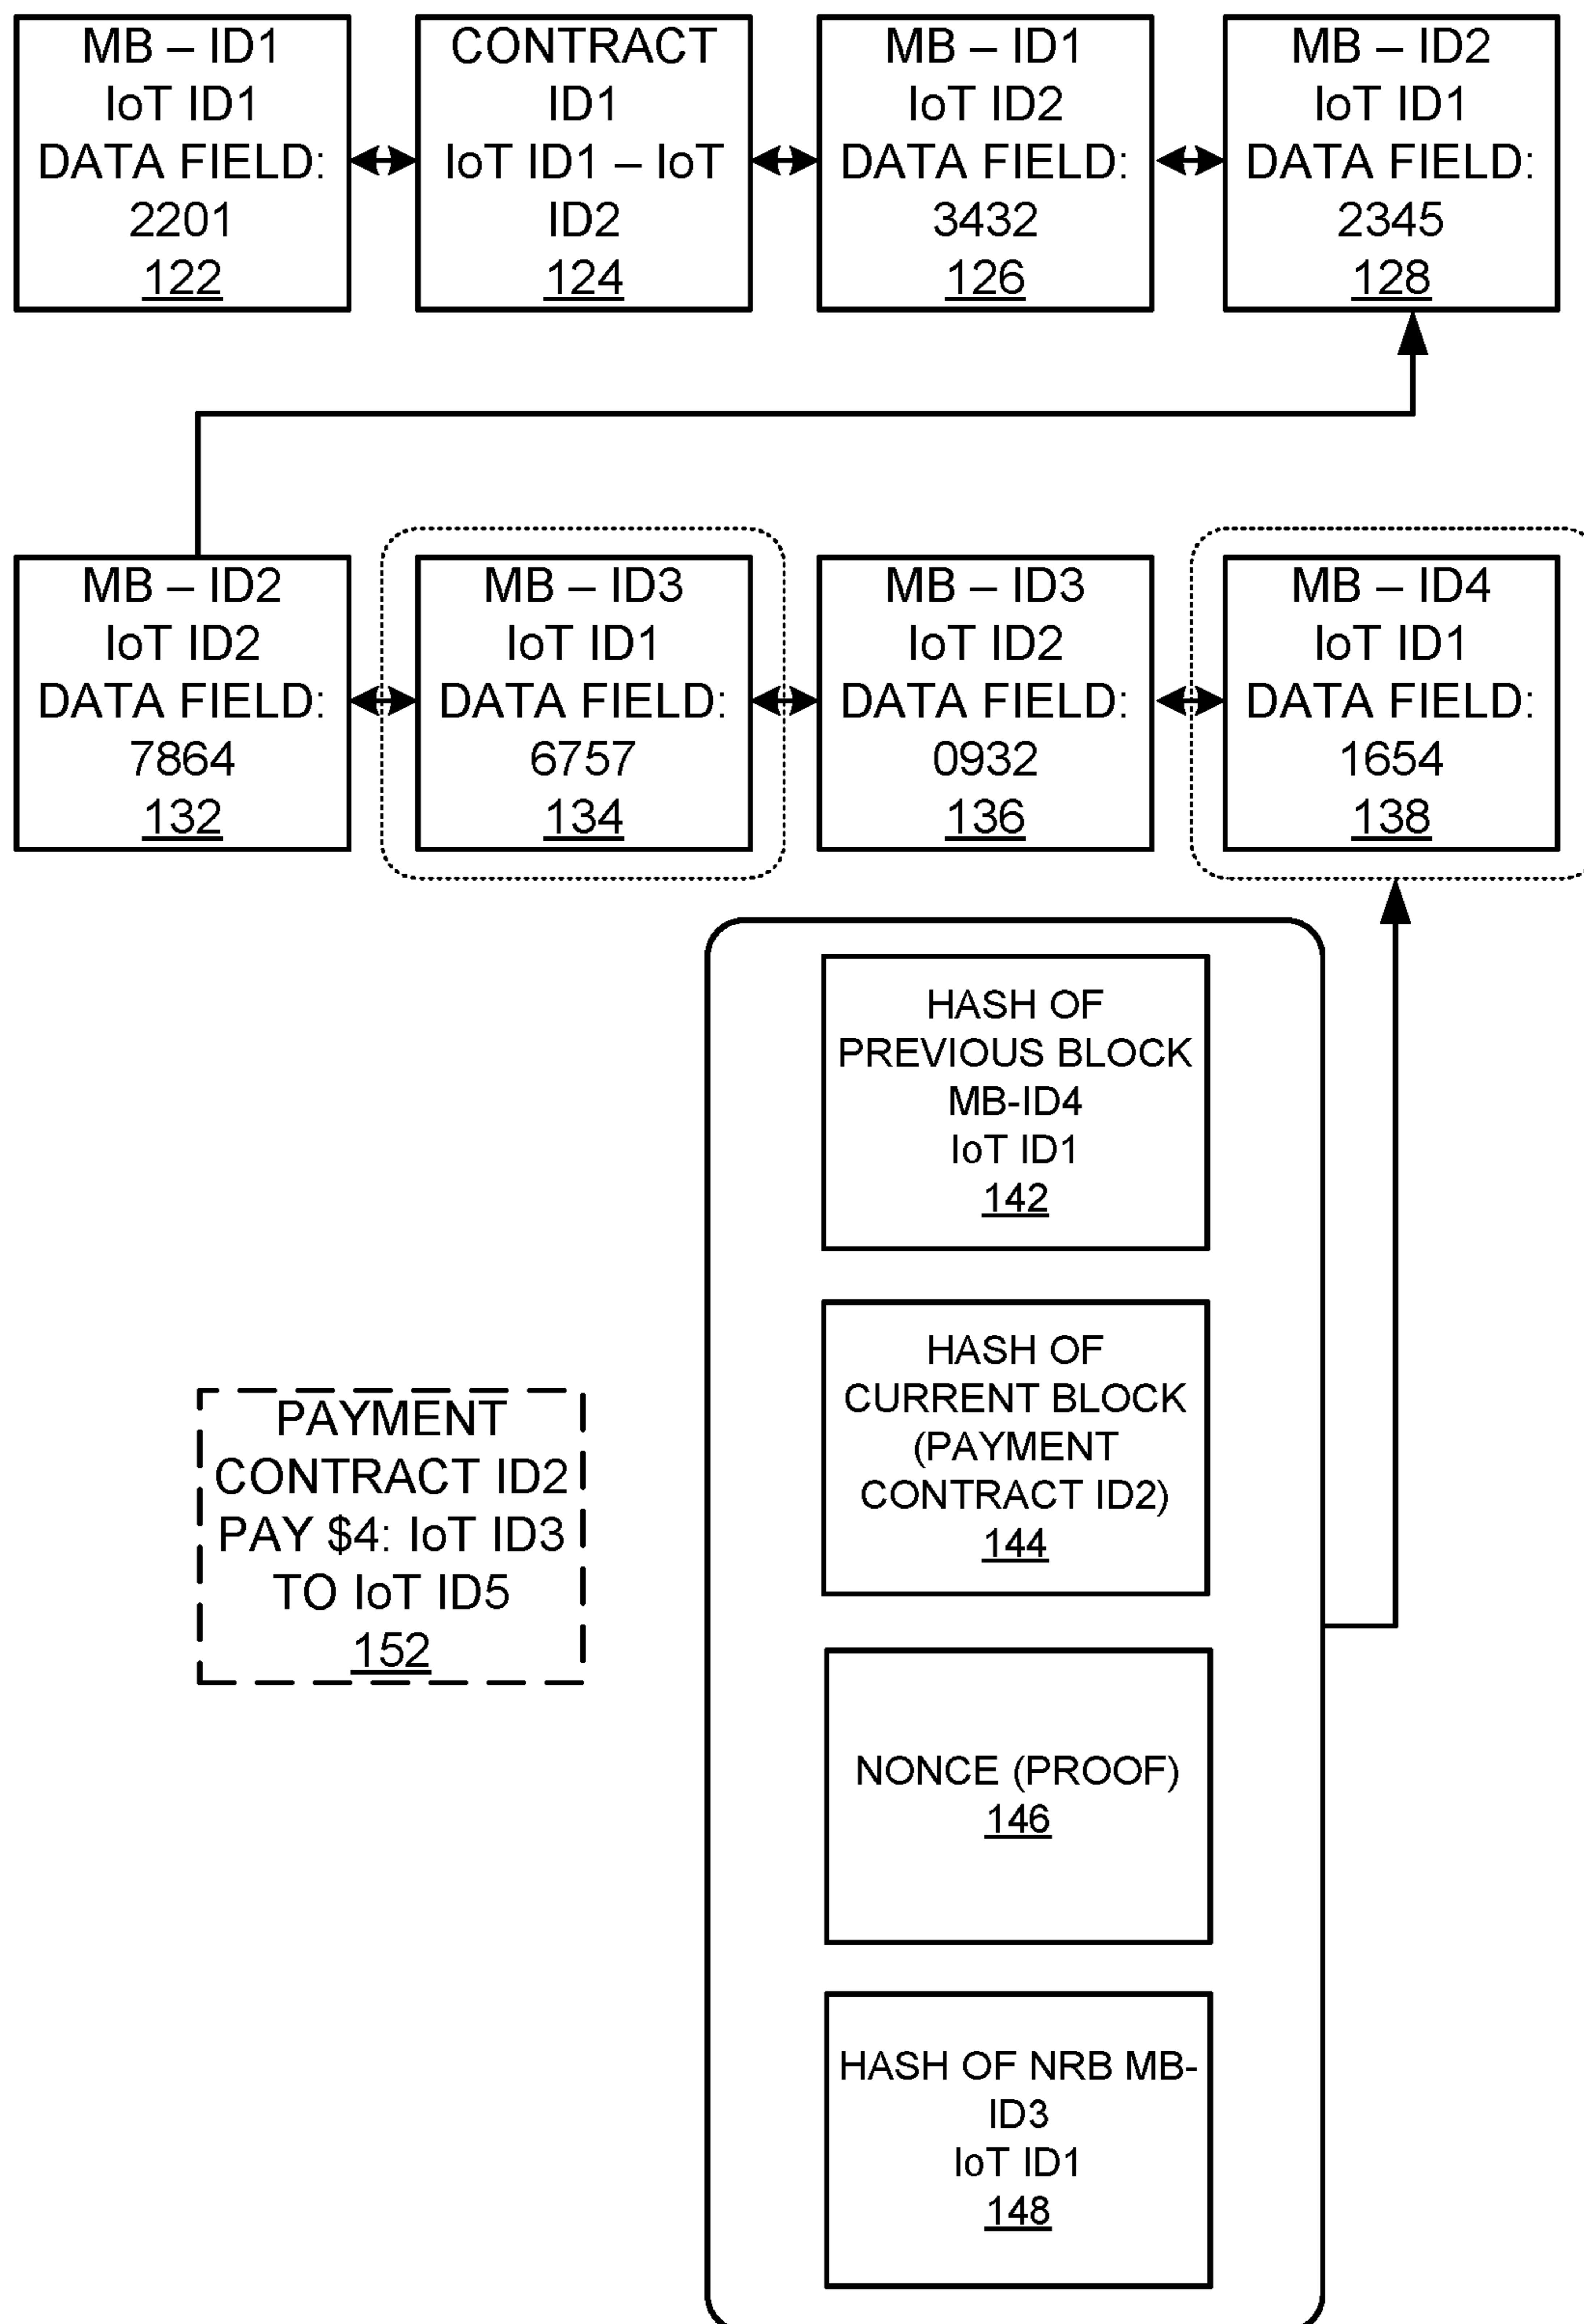 MB – ID1
IoT ID1
DATA FIELD:
2201
122
CONTRACT
ID1
IoT ID1 – IoT
ID2
124
MB – ID1
IoT ID2
DATA FIELD:
3432
126
MB – ID2
IoT ID1
DATA FIELD:
2345
128
MB – ID2
IoT ID2
DATA FIELD:
7864
132
MB – ID3
IoT ID1
DATA FIELD:
6757
134
MB – ID3
IoT ID2
DATA FIELD:
0932
136
MB – ID4
IoT ID1
DATA FIELD:
1654
138
HASH OF
PREVIOUS BLOCK
MB-ID4
IoT ID1
142
HASH OF
CURRENT BLOCK
(PAYMENT
CONTRACT ID2)
144
PAYMENT
CONTRACT ID2
PAY $4: IoT ID3
TO IoT ID5
152
NONCE (PROOF)
146
HASH OF NRB MB-
ID3
IoT ID1
148